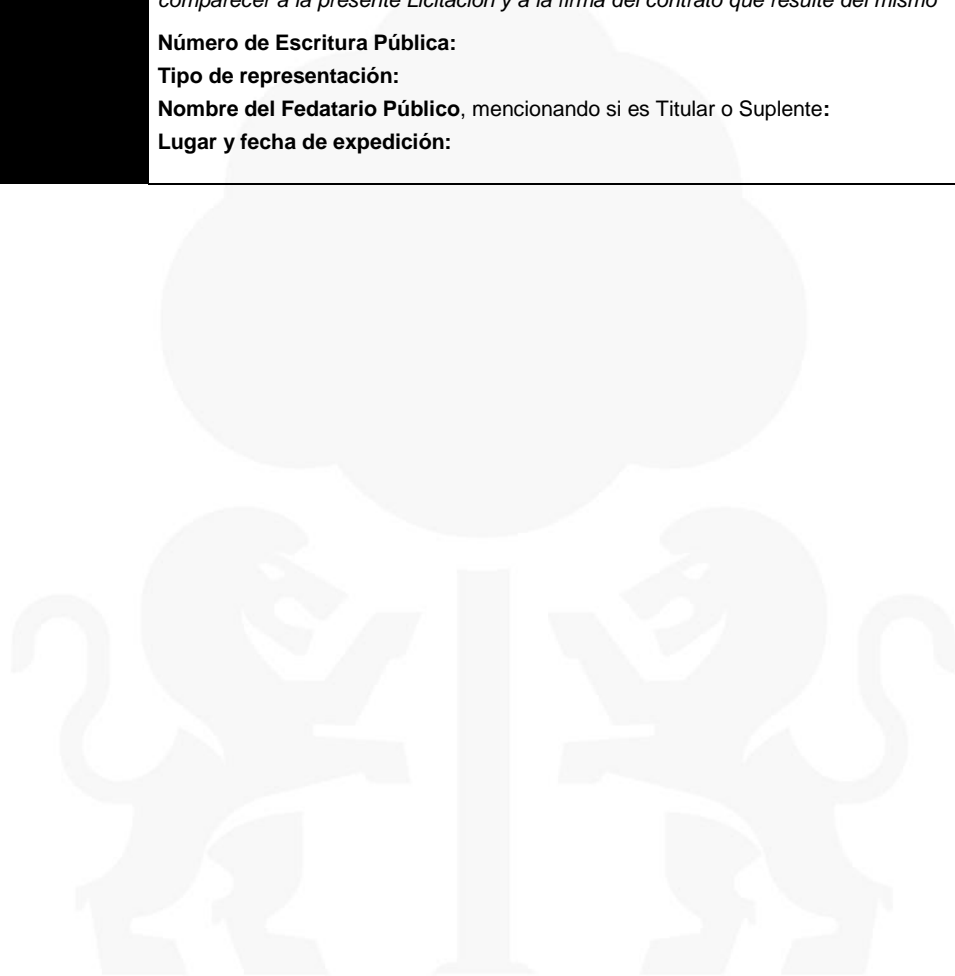 comparecer a la presente Licitación y a la firma del contrato que resulte del mismo
Número de Escritura Pública:
Tipo de representación:
Nombre del Fedatario Público, mencionando si es Titular o Suplente:
Lugar y fecha de expedición: